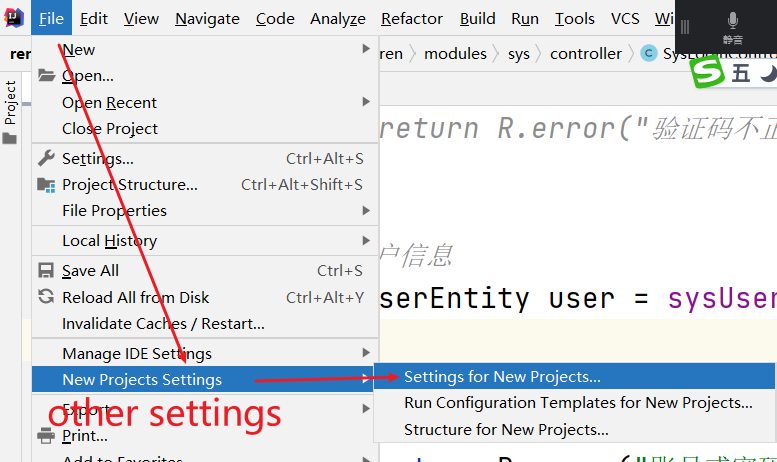 File Edit View Navigate Code Analyze Refactor Build Run Tools VCS
静音
ren 〉 modules 〉 sys 〉 controller 〉
S 五
Project
New
Open...
Open Recent
Close Project
return R.error("验证码不正
Settings... Ctrl+Alt+S
Project Structure... Ctrl+Alt+Shift+S
File Properties
Local History
户信息
Save All Ctrl+S
Reload All from Disk Ctrl+Alt+Y
serEntity user = sysUser
Invalidate Caches / Restart...
Manage IDE Settings
New Projects Settings
Settings for New Projects...
Export
other settings
Run Configuration Templates for New Projects...
Print...
Structure for New Projects...
Add to Favorites